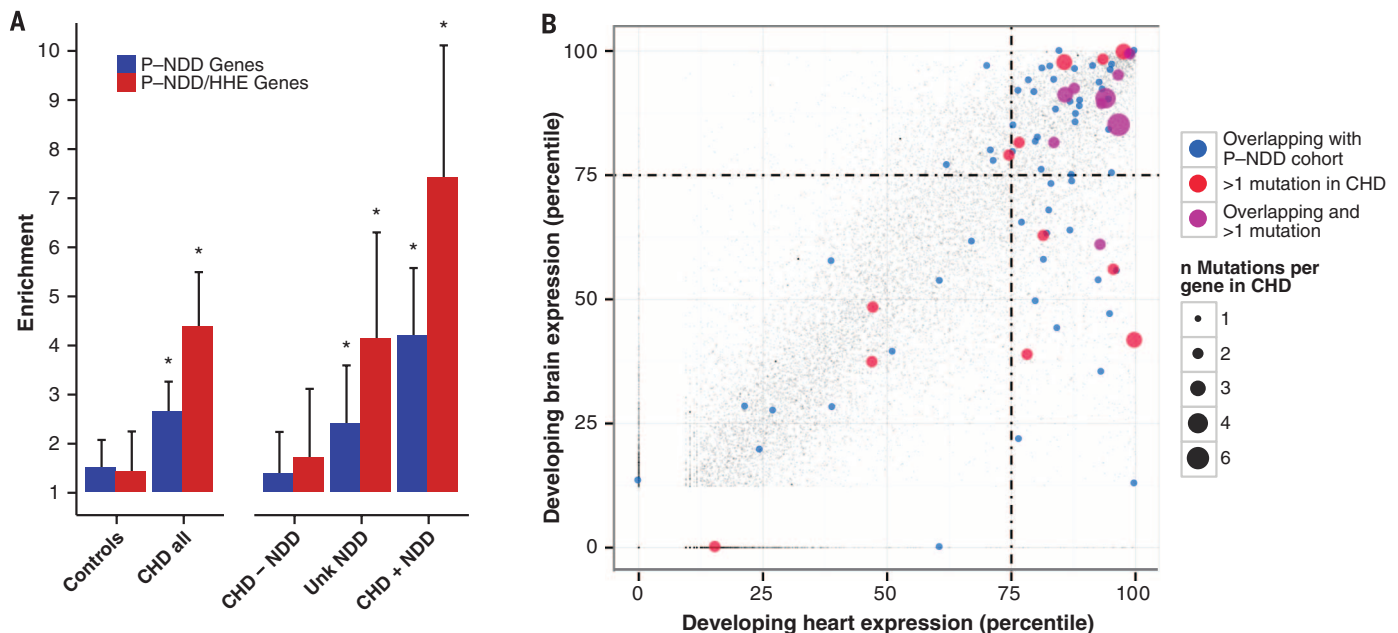 A
Enrichment
10
9
8
7
6
5
4
3
2
1
P–NDD Genes
P–NDD/HHE Genes
*
*
*
*
*
*
Controls
CHD all
CHD – NDD
Unk NDD
CHD + NDD
B
Developing brain expression (percentile)
100
75
50
25
0
0
25
50
75
100
Developing heart expression (percentile)
Overlapping with
P–NDD cohort
>1 mutation in CHD
Overlapping and
>1 mutation
n Mutations per
gene in CHD
1
2
3
4
6